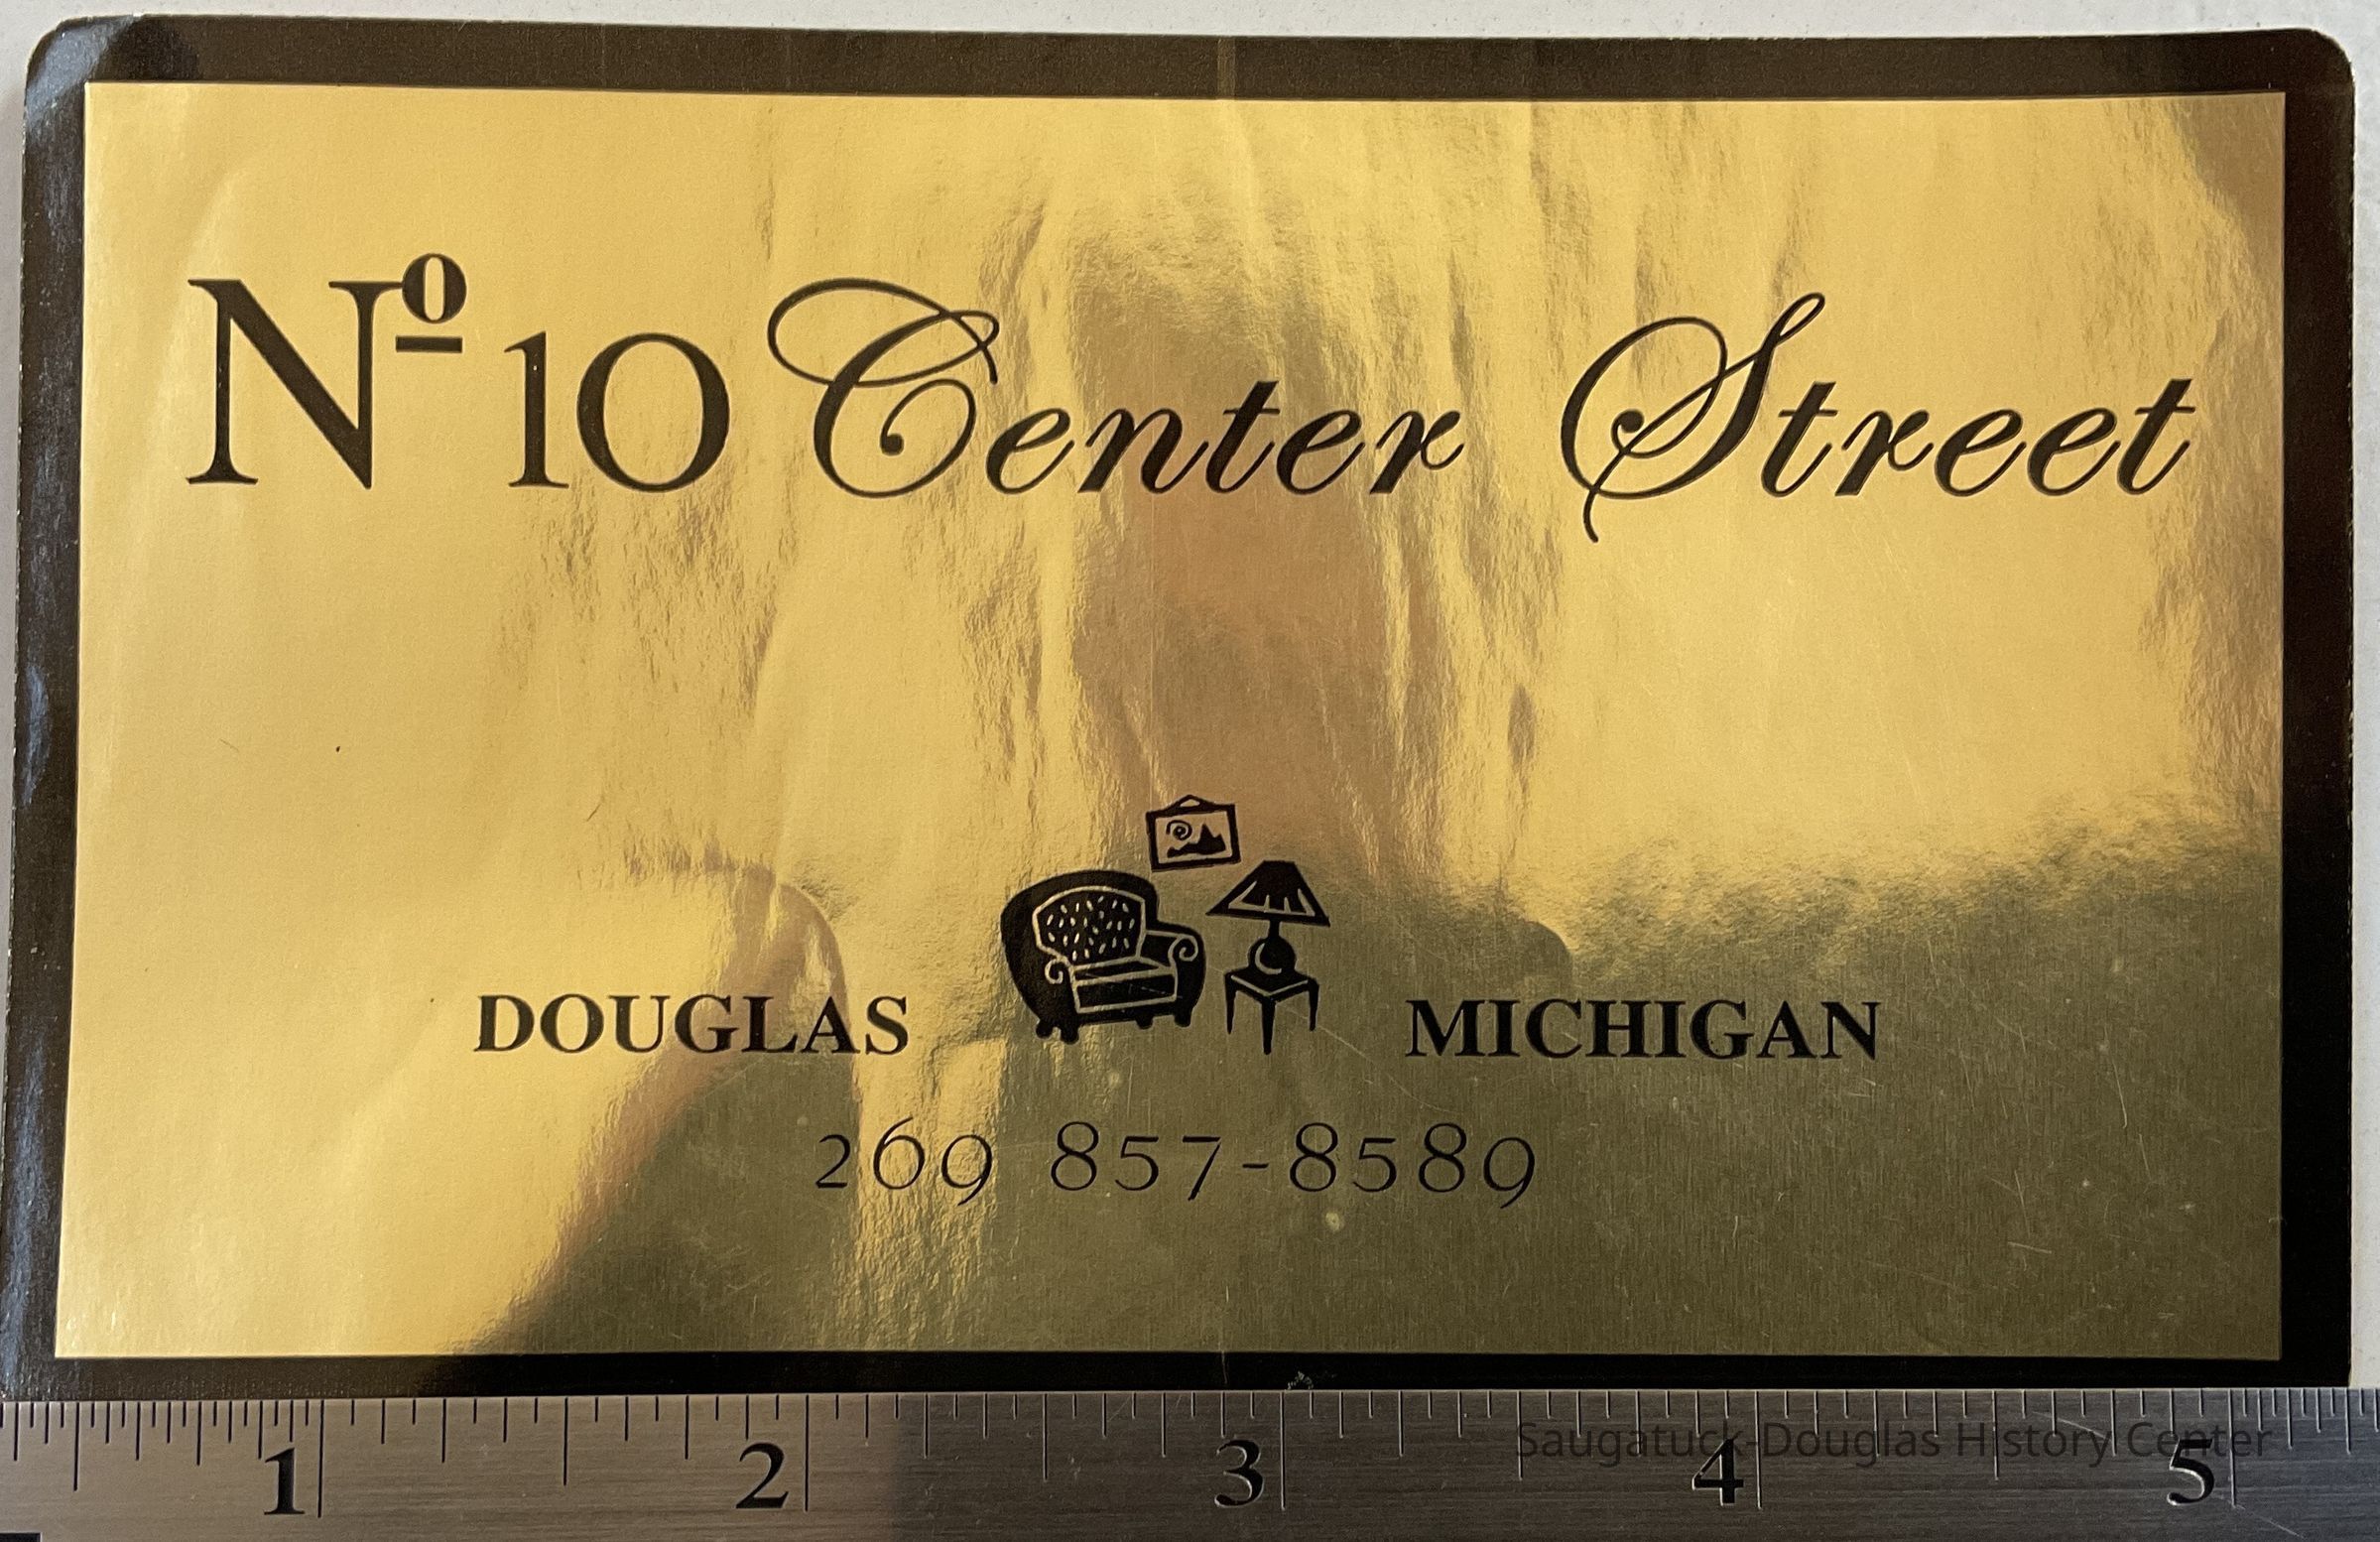 Nº 10 Center Street
DOUGLAS MICHIGAN
269 857-8589
Saugatuck-Douglas History Center
1 2 3 4 5